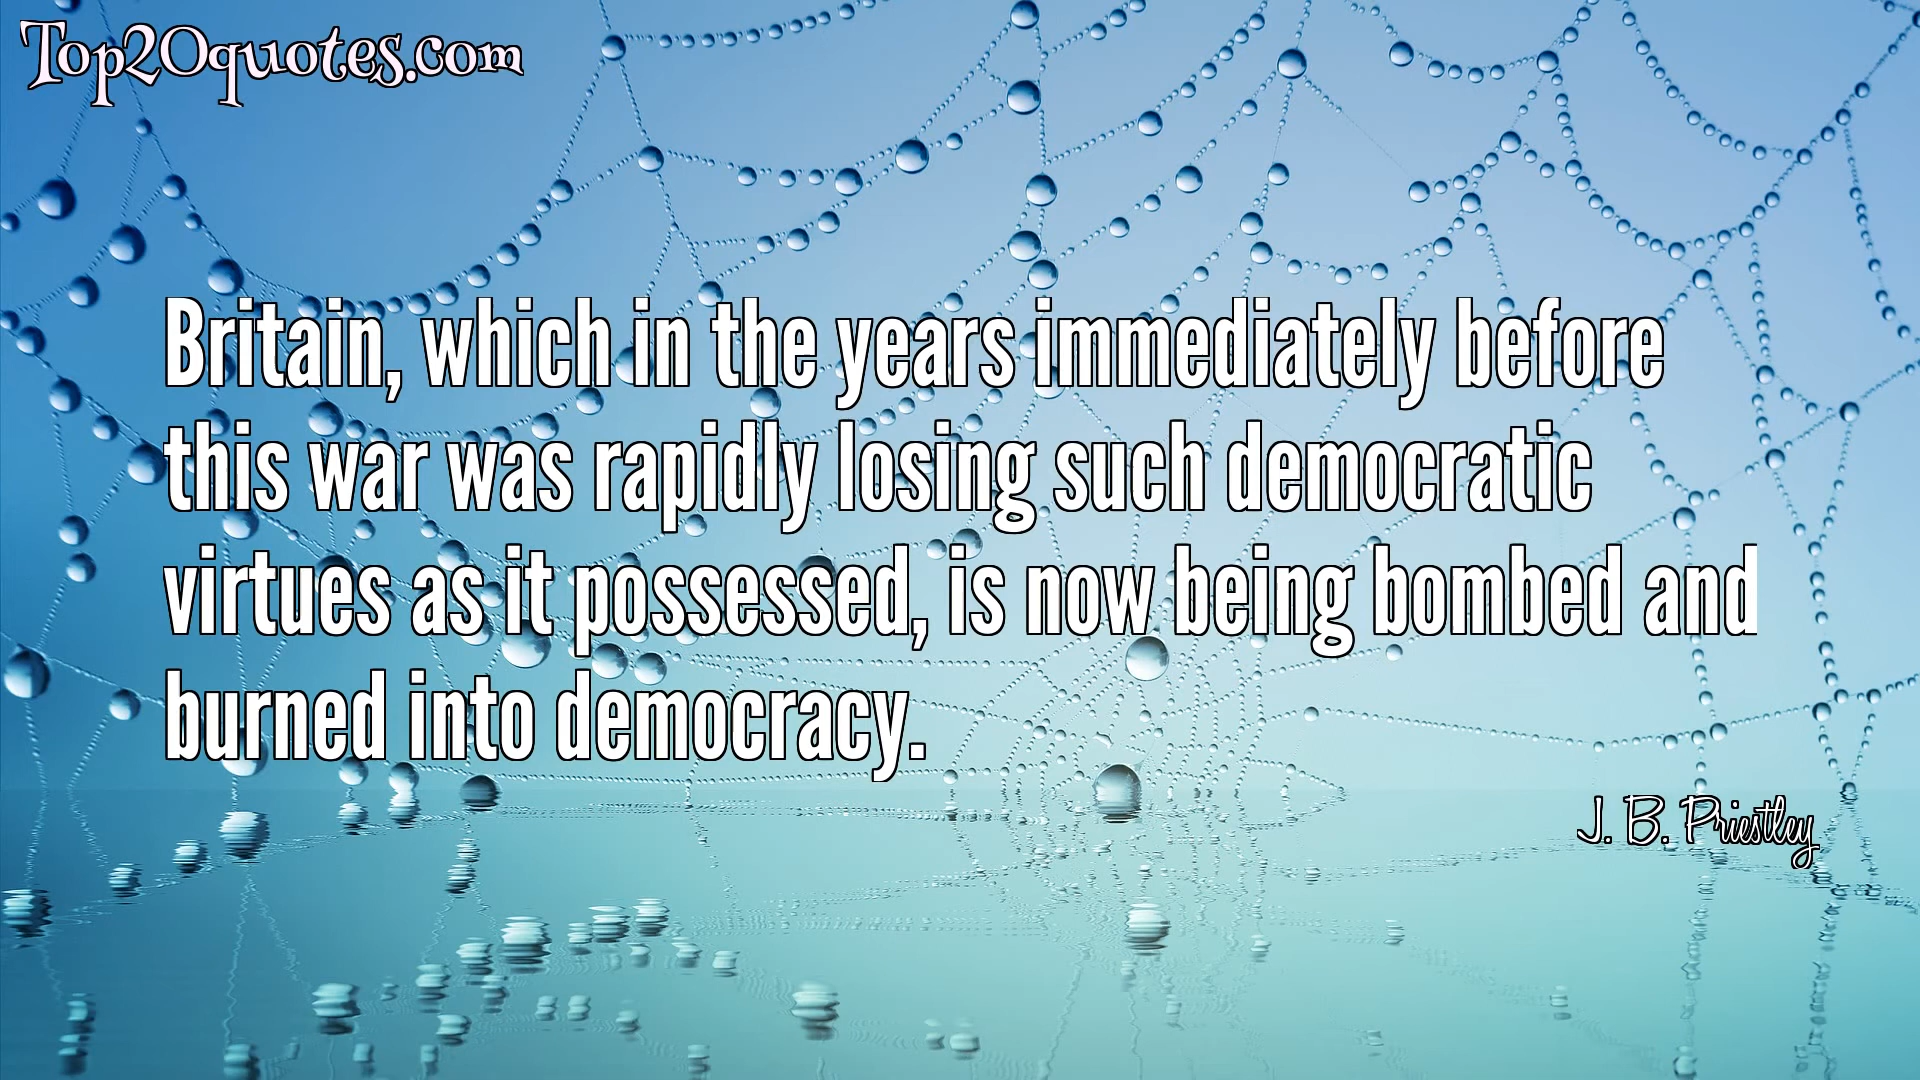 Top20quotes.com
Britain, which in the years immediately before
this war was rapidly losing such democratic
virtues as it possessed, is now being bombed and
burned into democracy.
J. B. Priestley